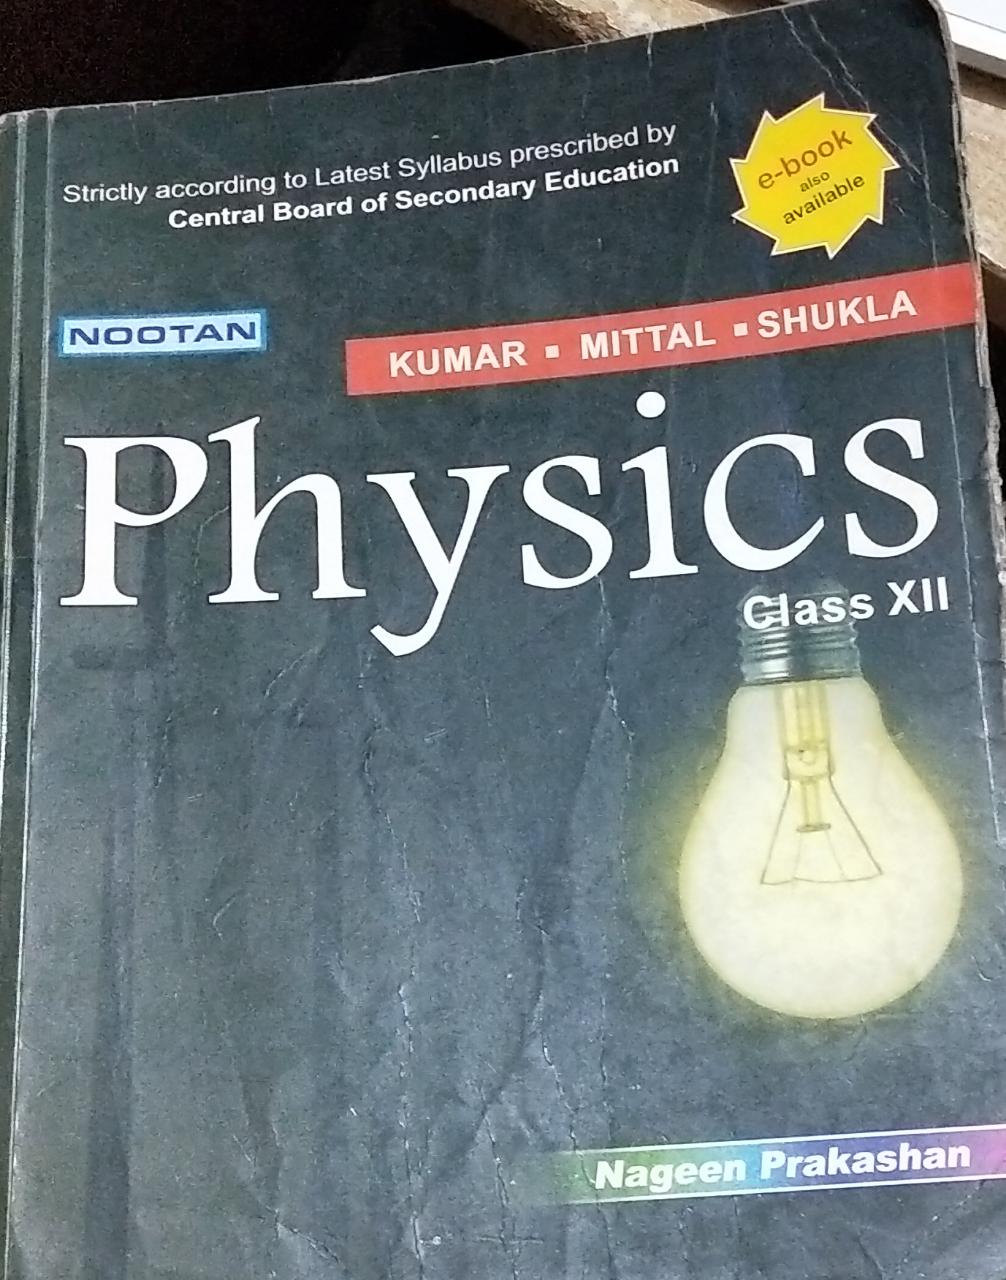 Strictly according to Latest Syllabus prescribed by
Central Board of Secondary Education
e-book
also
available
NOOTAN
KUMAR ▪ MITTAL ▪ SHUKLA
Physics
Class XII
Nageen Prakashan